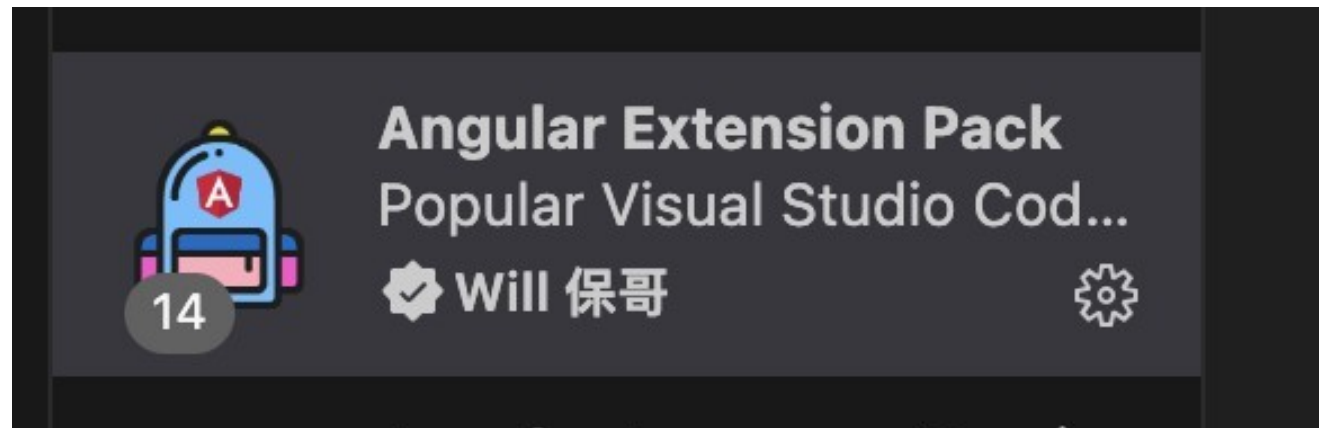 Angular Extension Pack
Popular Visual Studio Cod...
Will 保哥
14